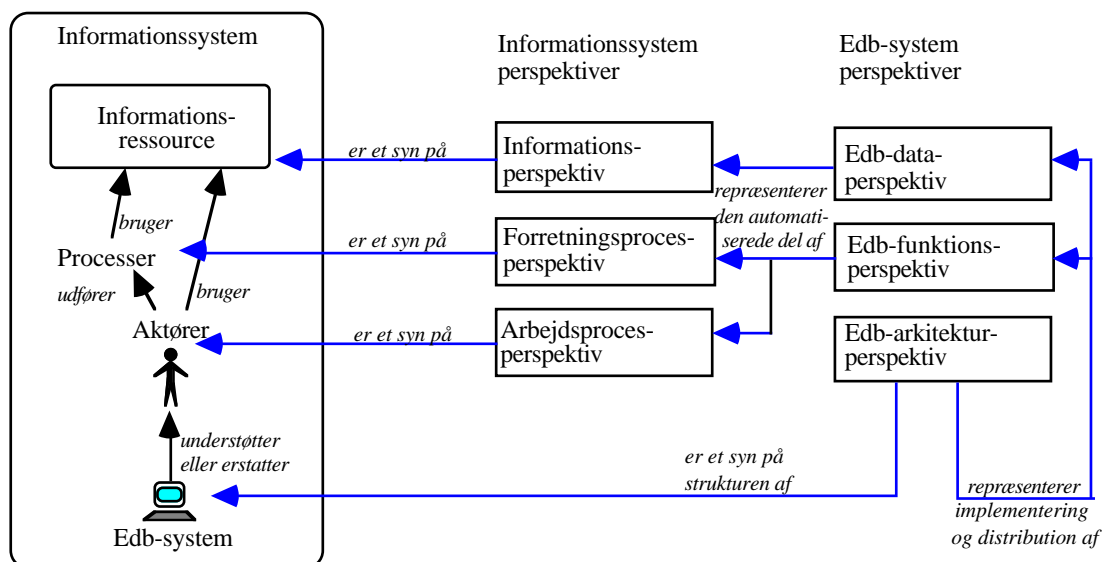 Informationssystem
Informations-
ressource
bruger
Processer
udfører
bruger
Aktører
understøtter
eller erstatter
Edb-system
er et syn på
er et syn på
er et syn på
Informationssystem
perspektiver
Informations-
perspektiv
Forretningsproces-
perspektiv
Arbejdsproces-
perspektiv
repræsenterer
den automati-
serede del af
Edb-system
perspektiver
Edb-data-
perspektiv
Edb-funktions-
perspektiv
Edb-arkitektur-
perspektiv
er et syn på
strukturen af
repræsenterer
implementering
og distribution af